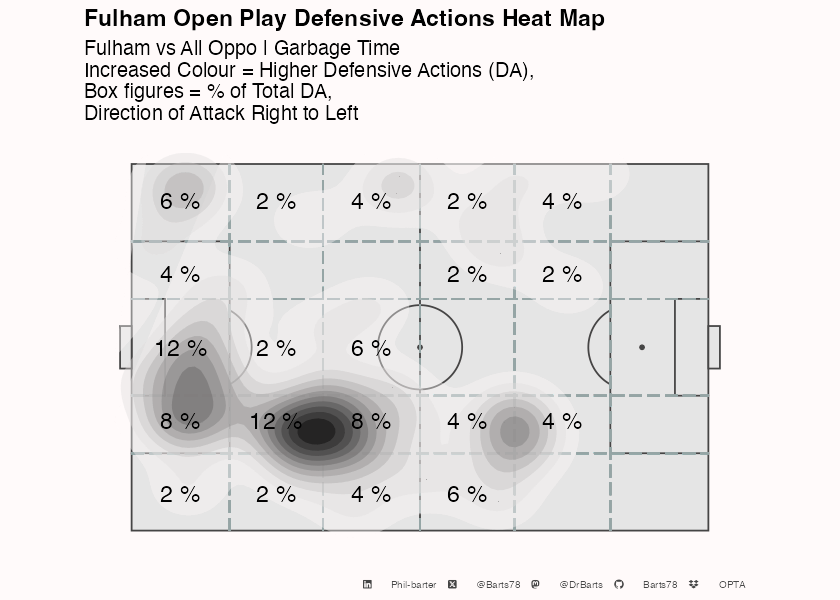 Fulham Open Play Defensive Actions Heat Map
Fulham vs All Oppo | Garbage Time
Increased Colour = Higher Defensive Actions (DA),
Box figures = % of Total DA,
Direction of Attack Right to Left
6 % 2 % 4 % 2 % 4 %
4 % 2 % 2 %
12 % 2 % 6 %
8 % 12 % 8 % 4 % 4 %
2 % 2 % 4 % 6 %
Phil-barter @Barts78 @DrBarts Barts78 OPTA